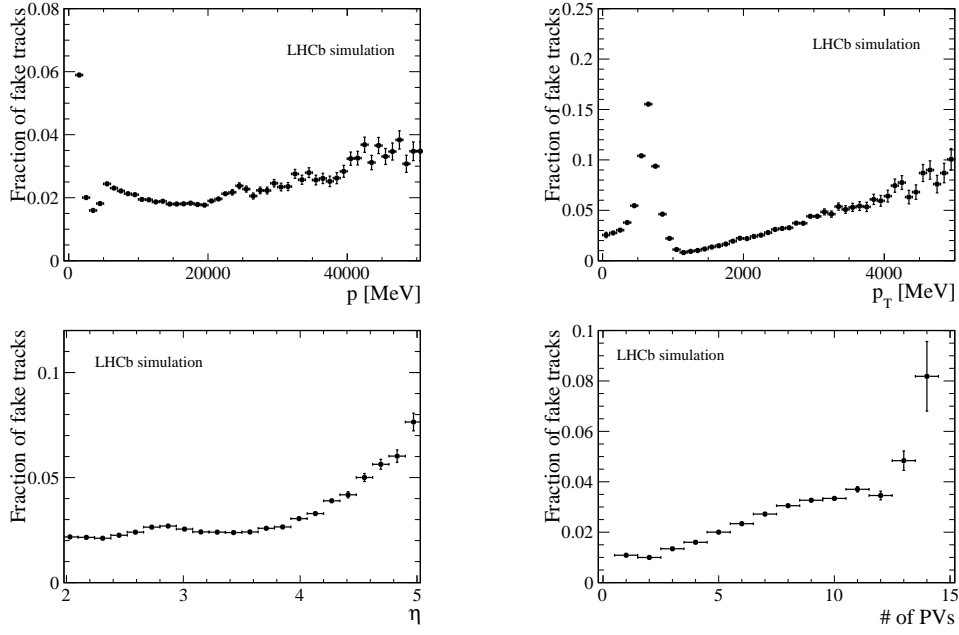 Fraction of fake tracks
0.08
0.06
0.04
0.02
0
LHCb simulation
0 20000 40000
p [MeV]
Fraction of fake tracks
0.25
0.2
0.15
0.1
0.05
0
LHCb simulation
0 2000 4000
p_T [MeV]
Fraction of fake tracks
0.1
0.05
0
LHCb simulation
2 3 4 5
η
Fraction of fake tracks
0.1
0.08
0.06
0.04
0.02
0
LHCb simulation
0 5 10 15
# of PVs